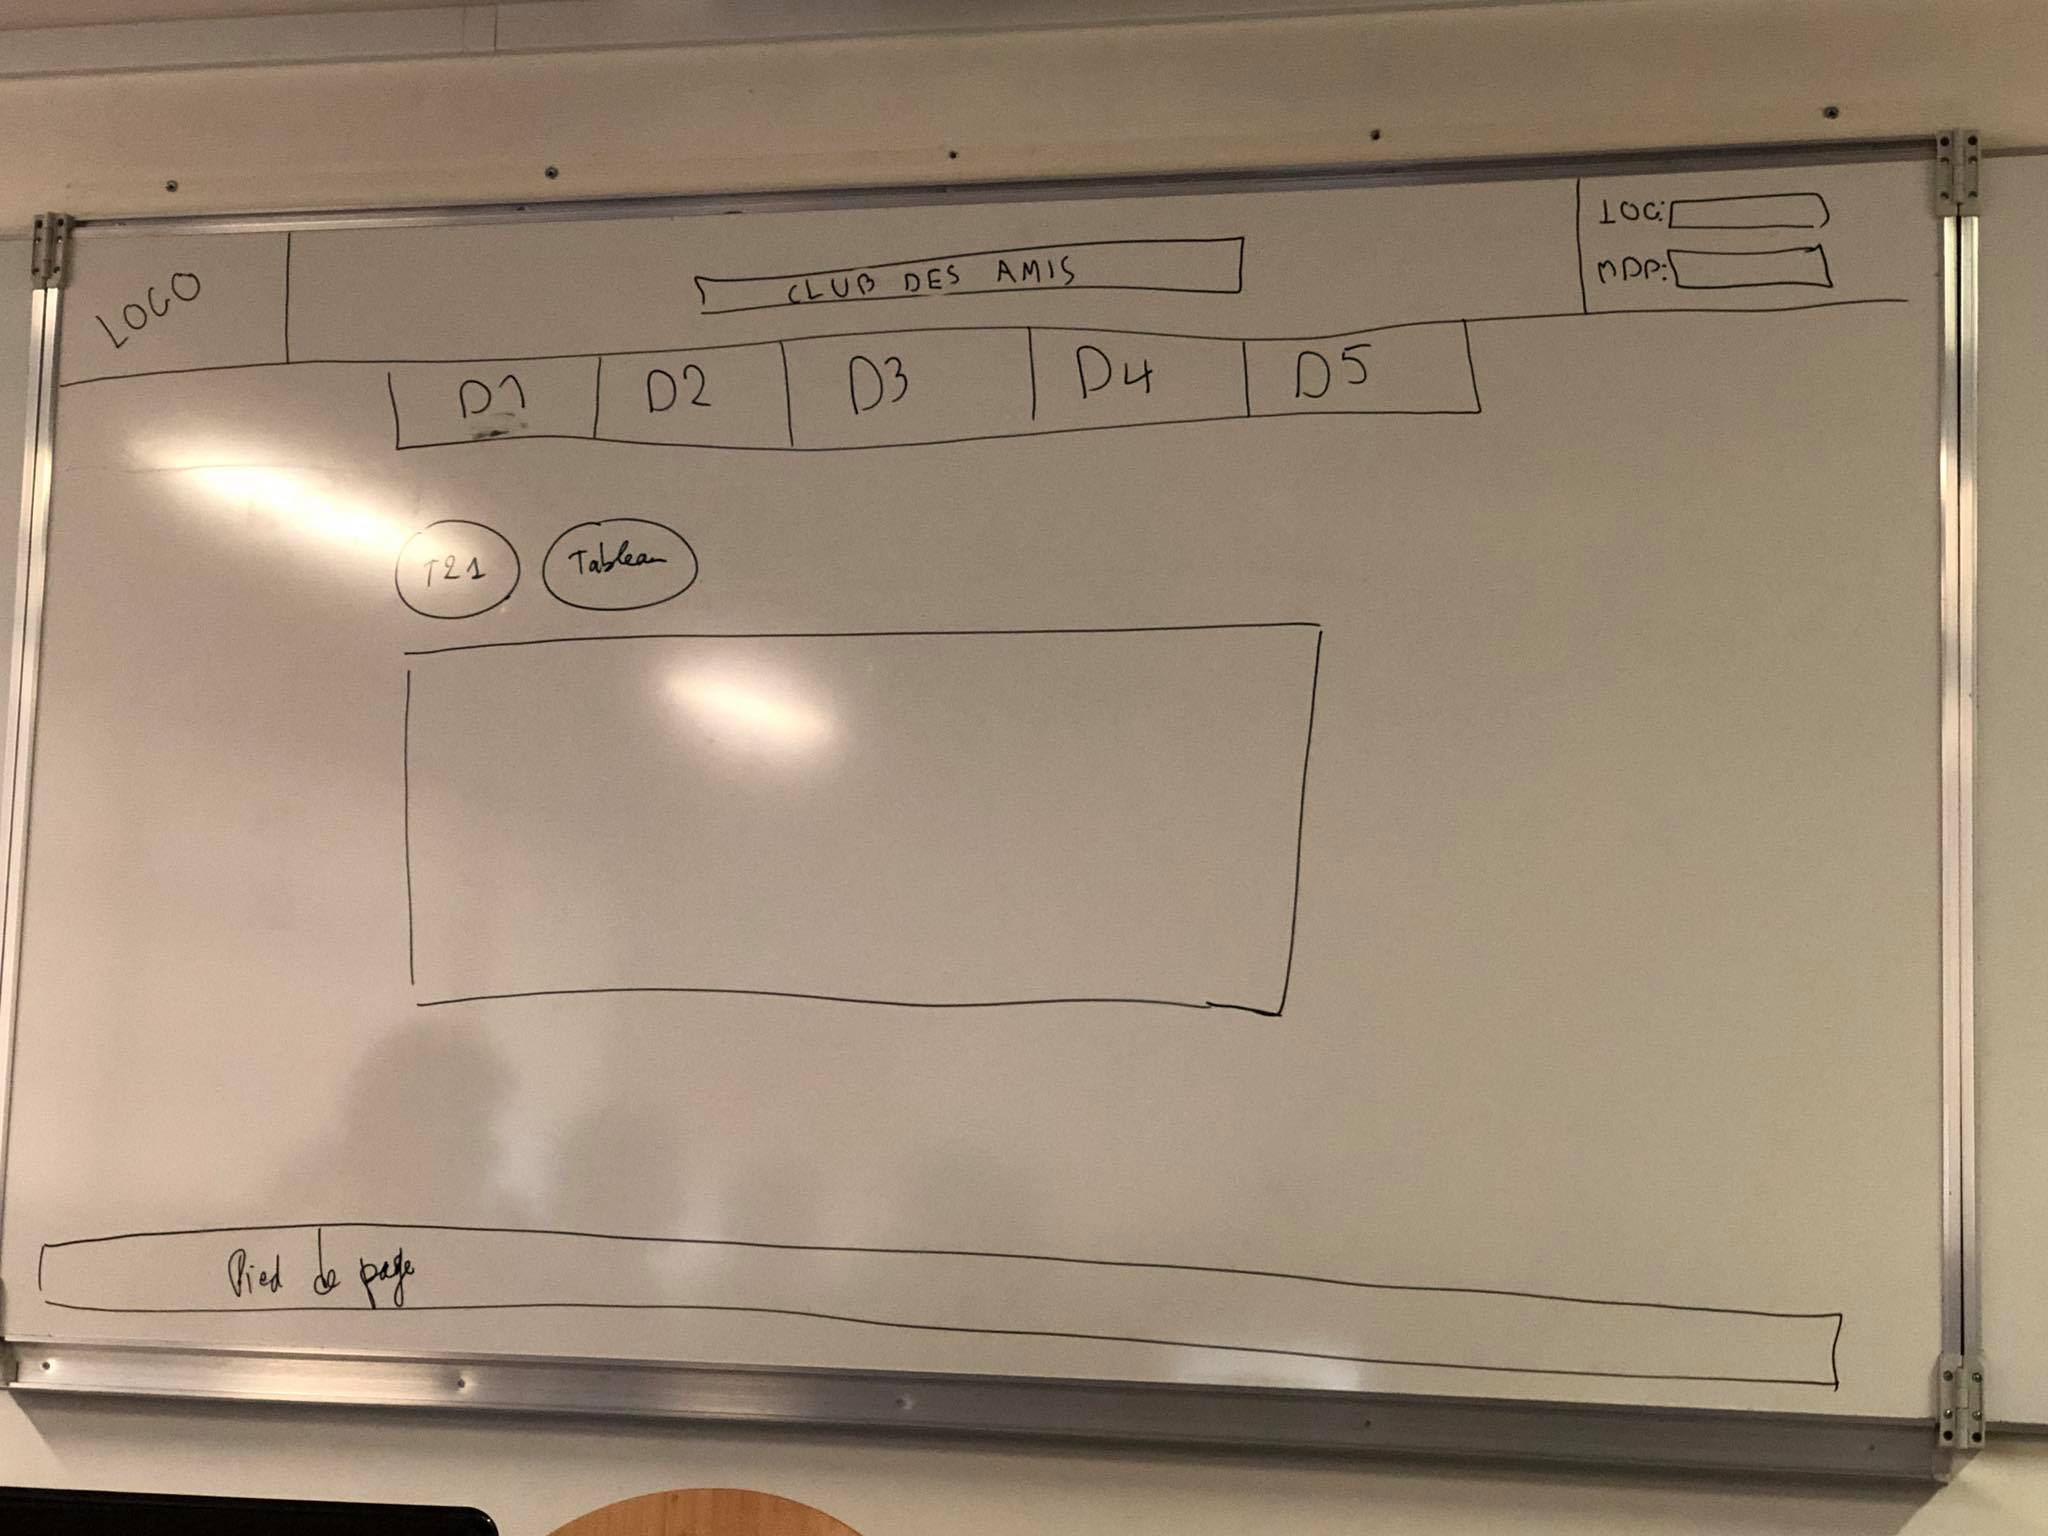 LOGO
CLUB DES AMIS
LOG:
MDP:
D1 D2 D3 D4 D5
T21 Tableau
Pied de page